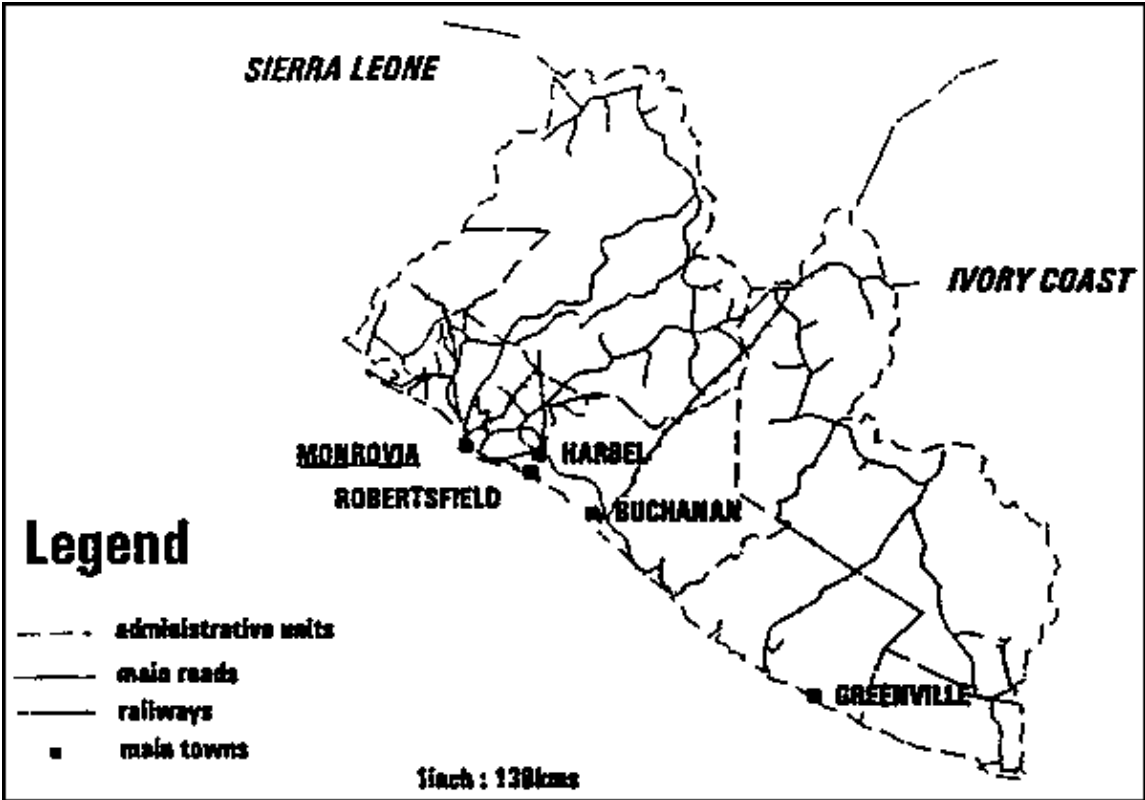 SIERRA LEONE
IVORY COAST
MONROVIA
HARBEL
ROBERTSFIELD
BUCHANAN
Legend
administrative units
main roads
railways
main towns
GREENVILLE
1inch : 130kms